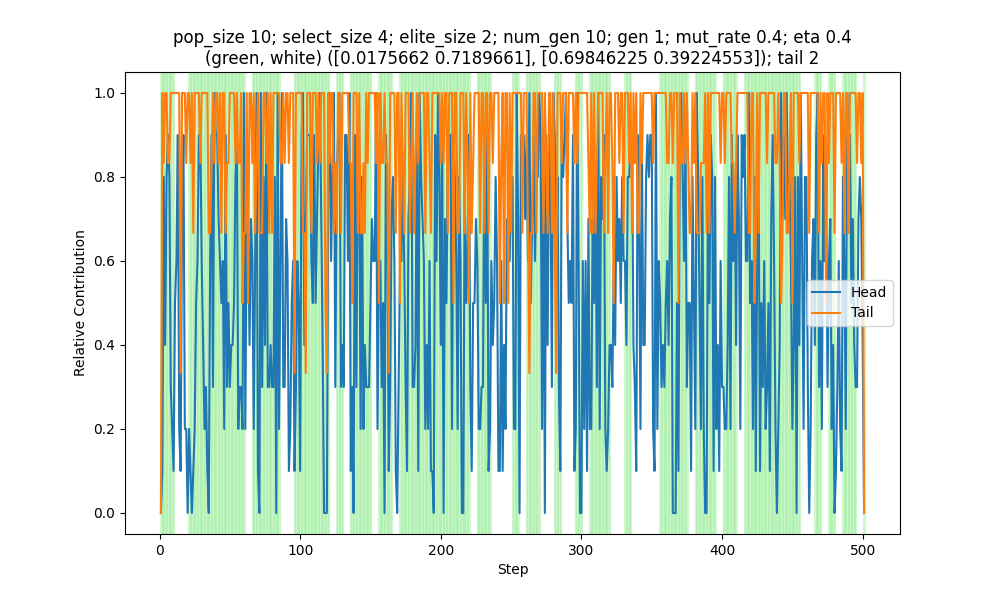 pop_size 10; select_size 4; elite_size 2; num_gen 10; gen 1; mut_rate 0.4; eta 0.4
(green, white) ([0.0175662 0.7189661], [0.69846225 0.39224553]); tail 2
1.0
0.8
0.6
0.4
0.2
0.0
Relative Contribution
Head
Tail
0
100
200
300
400
500
Step